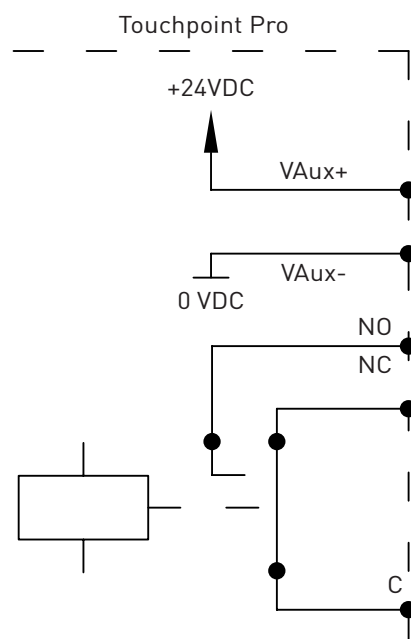 Touchpoint Pro
+24VDC
VAux+
VAux-
0 VDC
NO
NC
C